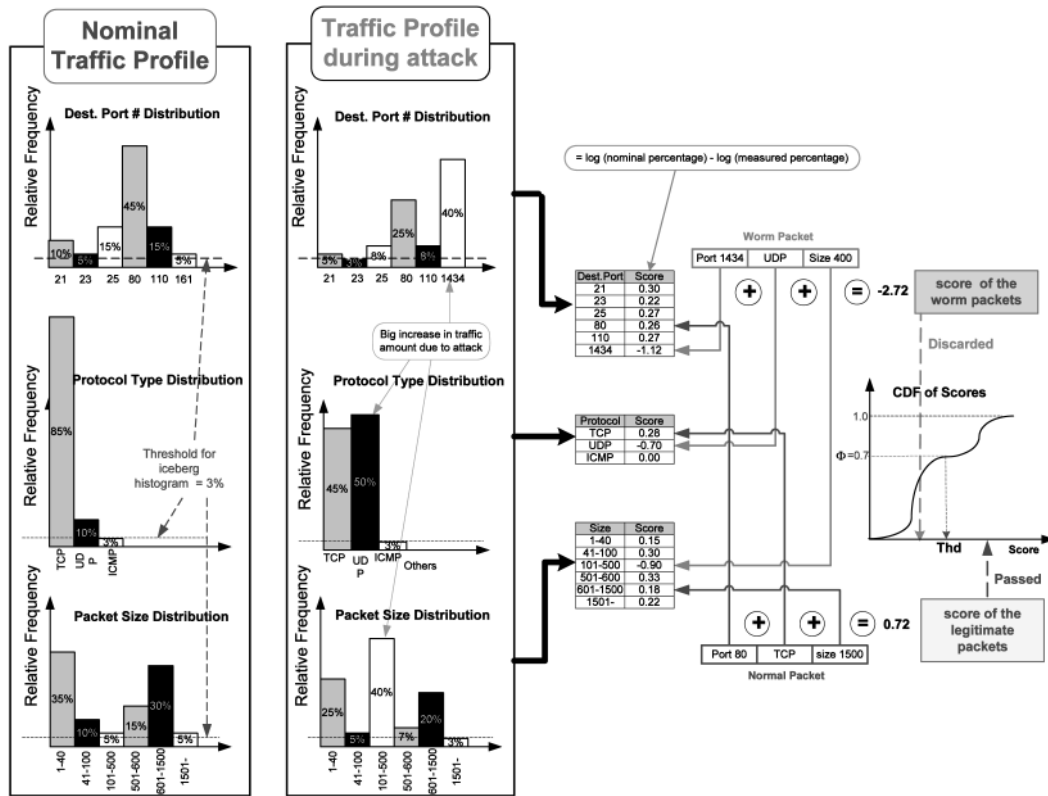 Nominal
Traffic Profile
Dest. Port # Distribution
Relative Frequency
10%
5%
15%
45%
15%
5%
21 23 25 80 110 161
Relative Frequency
Protocol Type Distribution
85%
10%
3%
TCP
UD
P
ICMP
Threshold for
iceberg
histogram = 3%
Relative Frequency
Packet Size Distribution
35%
10%
5%
15%
30%
5%
1-40
41-100
101-500
501-600
601-1500
1501-
Traffic Profile
during attack
Dest. Port # Distribution
Relative Frequency
5%
3%
8%
25%
8%
40%
21 23 25 80 110 1434
Big increase in traffic
amount due to attack
Relative Frequency
Protocol Type Distribution
45%
50%
3%
TCP
UD
P
ICMP
Others
Relative Frequency
Packet Size Distribution
25%
5%
40%
7%
20%
3%
1-40
41-100
101-500
501-600
601-1500
1501-
= log (nominal percentage) - log (measured percentage)
Dest.Port Score
21 0.30
23 0.22
25 0.27
80 0.26
110 0.27
1434 -1.12
Protocol Score
TCP 0.28
UDP -0.70
ICMP 0.00
Size Score
1-40 0.15
41-100 0.30
101-500 -0.90
501-600 0.33
601-1500 0.18
1501- 0.22
Worm Packet
Port 1434 UDP Size 400
+ + = -2.72
score of the
worm packets
Discarded
CDF of Scores
1.0
Φ=0.7
Thd
Score
Passed
+ + = 0.72
score of the
legitimate
packets
Port 80 TCP size 1500
Normal Packet